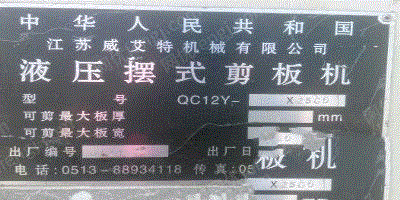 中华人民共和国
江苏威艾特机械有限公司
液压摆式剪板机
型号 QC12Y- X2500
可剪最大板厚 mm
可剪最大板宽
出厂编号 出厂日
电话:0513-88934118 传真:05
板机
X2500